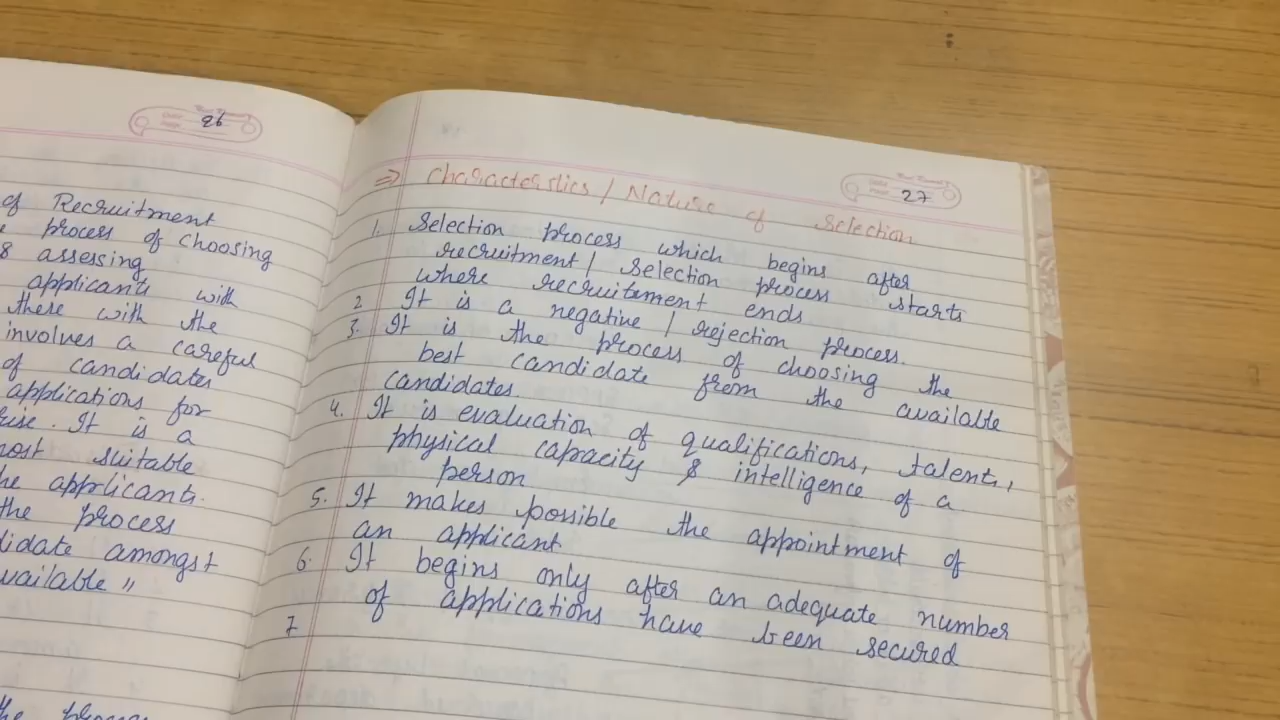 26
of Recruitment
process of choosing
& assessing
applicants with
these with the
involves a careful
of candidates
applications for
It is a
most suitable
the applicants.
the process
amongst
available "
the
27
=> Characteristics / Nature of Selection
1. Selection process which begins after
recruitment / Selection process starts
where recruitement ends
2 It is a negative / rejection process.
3. It is the process of choosing the
best candidate from the available
candidates.
4. It is evaluation of qualifications, talents,
physical capacity & intelligence of a
person
5. It makes possible the appointment of
an applicant
6. It begins only after an adequate number
of applications have been secured
7